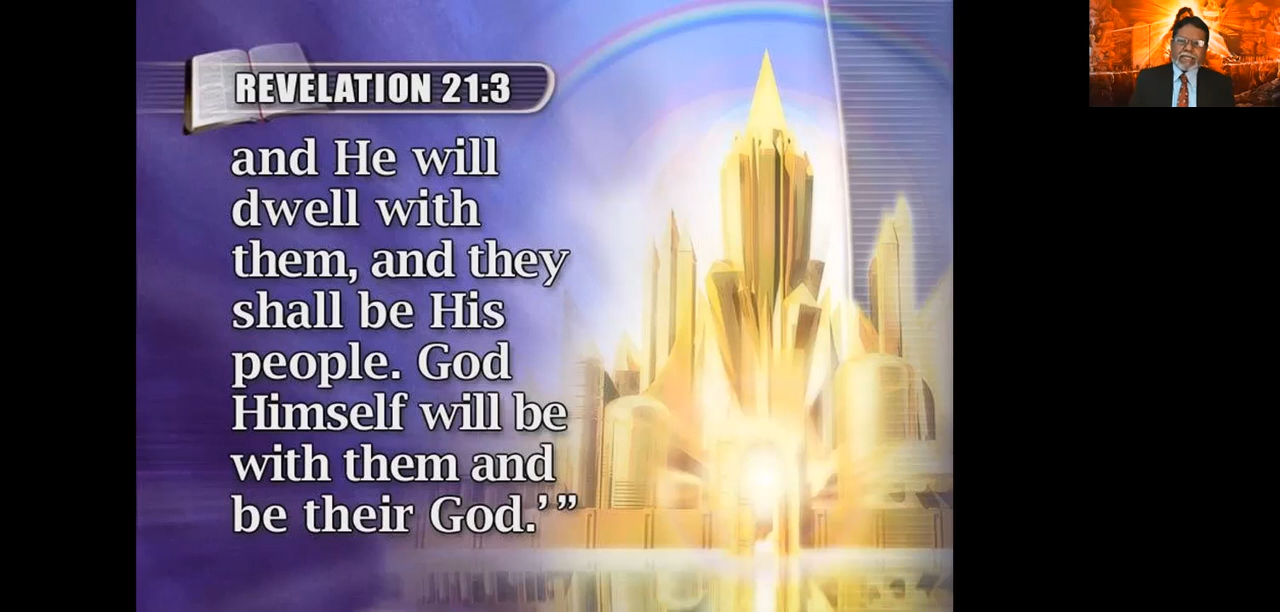 REVELATION 21:3
and He will
dwell with
them, and they
shall be His
people. God
Himself will be
with them and
be their God.’”